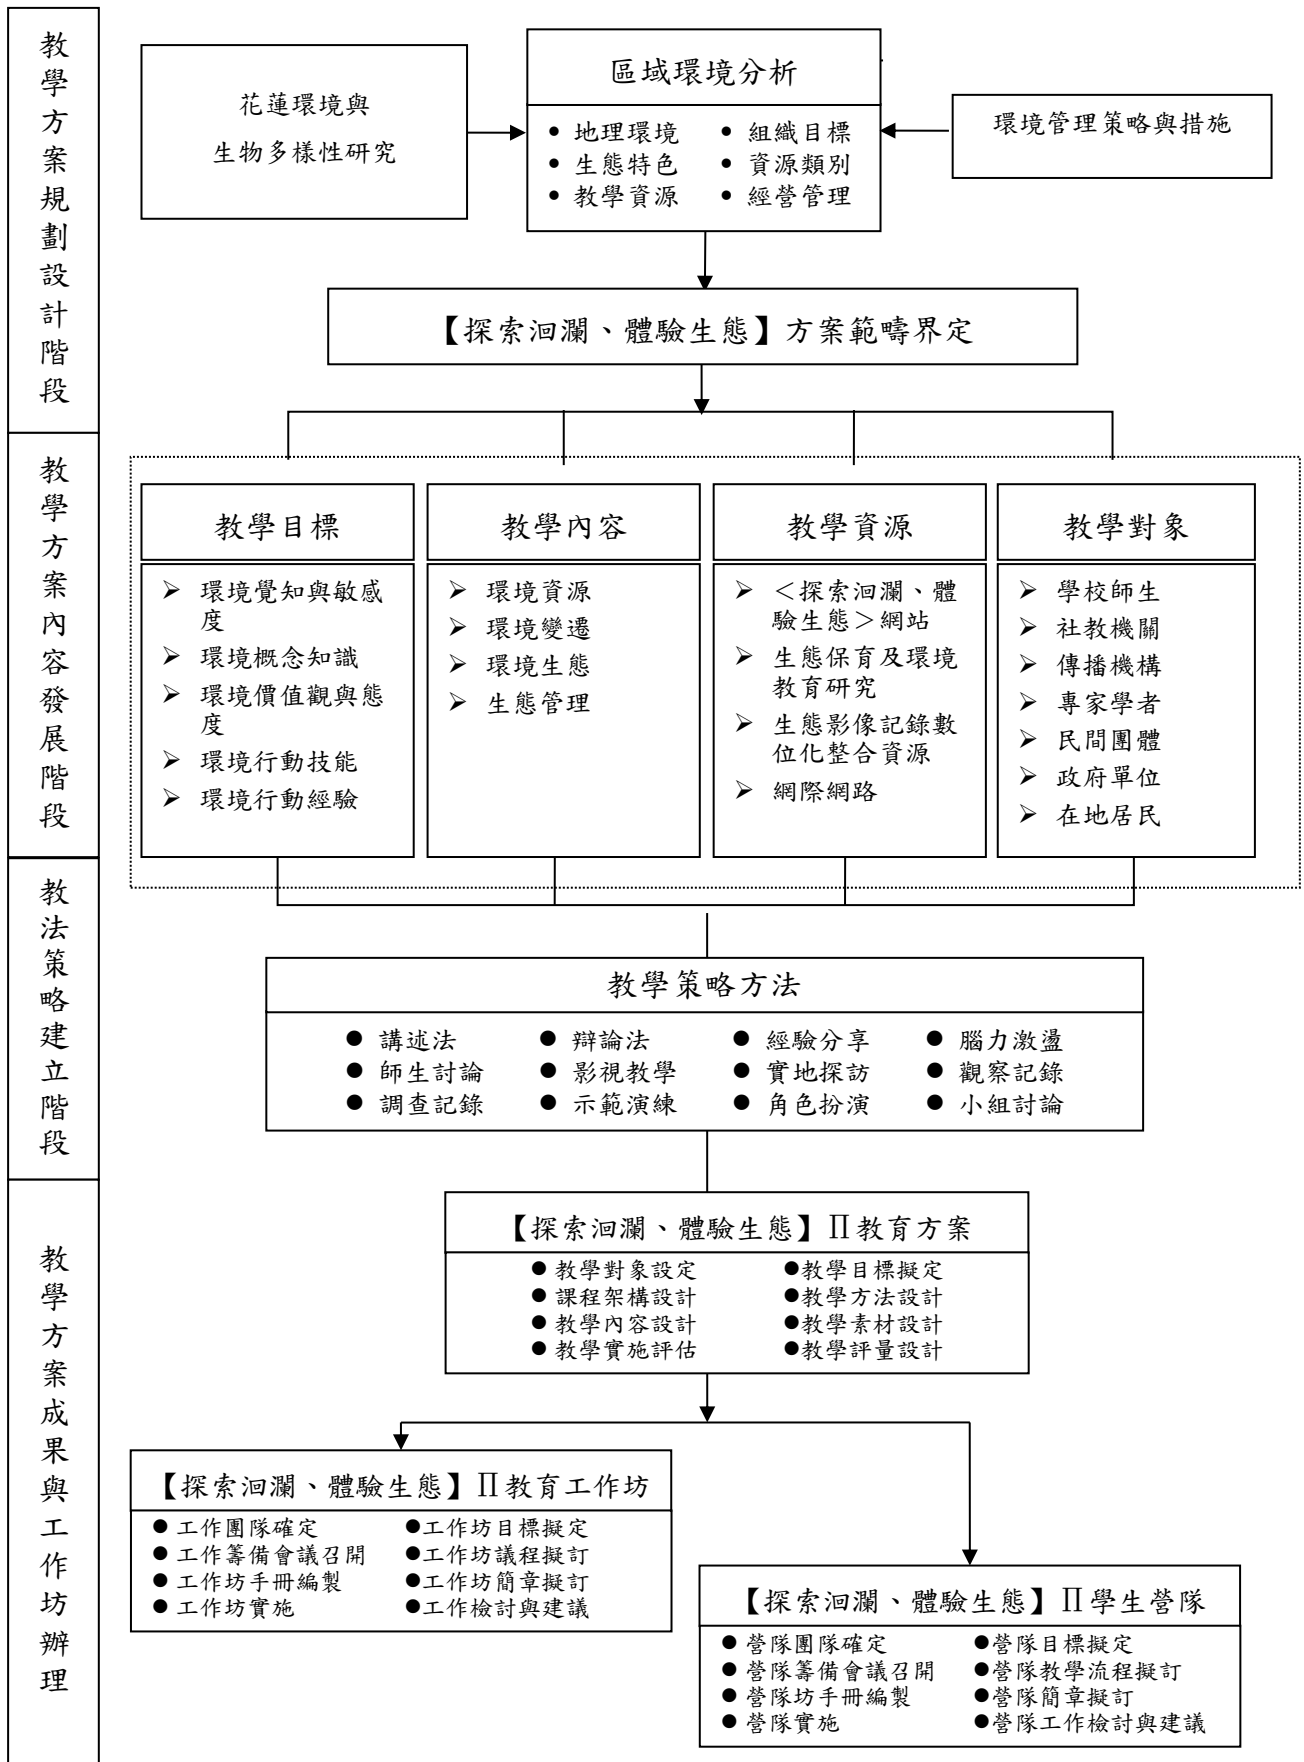 教學方案規劃設計階段
花蓮環境與
生物多樣性研究
區域環境分析
• 地理環境
• 生態特色
• 教學資源
• 組織目標
• 資源類別
• 經營管理
環境管理策略與措施
【探索洄瀾、體驗生態】方案範疇界定
教學方案內容發展階段
教學目標
➢ 環境覺知與敏感
度
➢ 環境概念知識
➢ 環境價值觀與態
度
➢ 環境行動技能
➢ 環境行動經驗
教學內容
➢ 環境資源
➢ 環境變遷
➢ 環境生態
➢ 生態管理
教學資源
➢ ＜探索洄瀾、體
驗生態＞網站
➢ 生態保育及環境
教育研究
➢ 生態影像記錄數
位化整合資源
➢ 網際網路
教學對象
➢ 學校師生
➢ 社教機關
➢ 傳播機構
➢ 專家學者
➢ 民間團體
➢ 政府單位
➢ 在地居民
教法策略建立階段
教學策略方法
● 講述法
● 師生討論
● 調查記錄
● 辯論法
● 影視教學
● 示範演練
● 經驗分享
● 實地探訪
● 角色扮演
● 腦力激盪
● 觀察記錄
● 小組討論
教學方案成果與工作坊辦理
【探索洄瀾、體驗生態】Π教育方案
● 教學對象設定
● 課程架構設計
● 教學內容設計
● 教學實施評估
●教學目標擬定
●教學方法設計
●教學素材設計
●教學評量設計
【探索洄瀾、體驗生態】Π教育工作坊
● 工作團隊確定
● 工作籌備會議召開
● 工作坊手冊編製
● 工作坊實施
●工作坊目標擬定
●工作坊議程擬訂
●工作坊簡章擬訂
●工作檢討與建議
【探索洄瀾、體驗生態】Π學生營隊
● 營隊團隊確定
● 營隊籌備會議召開
● 營隊坊手冊編製
● 營隊實施
●營隊目標擬定
●營隊教學流程擬訂
●營隊簡章擬訂
●營隊工作檢討與建議